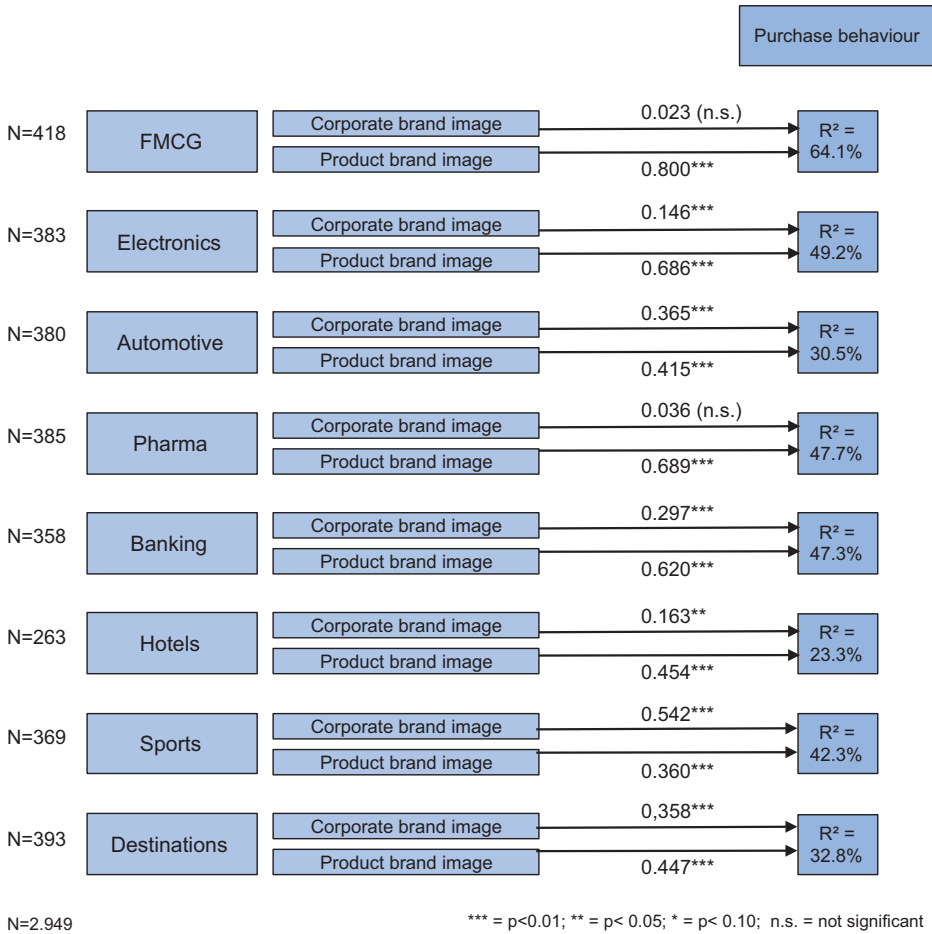 Purchase behaviour
N=418
FMCG
Corporate brand image
0.023 (n.s.)
Product brand image
0.800***
R² =
64.1%
N=383
Electronics
Corporate brand image
0.146***
Product brand image
0.686***
R² =
49.2%
N=380
Automotive
Corporate brand image
0.365***
Product brand image
0.415***
R² =
30.5%
N=385
Pharma
Corporate brand image
0.036 (n.s.)
Product brand image
0.689***
R² =
47.7%
N=358
Banking
Corporate brand image
0.297***
Product brand image
0.620***
R² =
47.3%
N=263
Hotels
Corporate brand image
0.163**
Product brand image
0.454***
R² =
23.3%
N=369
Sports
Corporate brand image
0.542***
Product brand image
0.360***
R² =
42.3%
N=393
Destinations
Corporate brand image
0,358***
Product brand image
0.447***
R² =
32.8%
N=2.949
*** = p<0.01; ** = p< 0.05; * = p< 0.10; n.s. = not significant